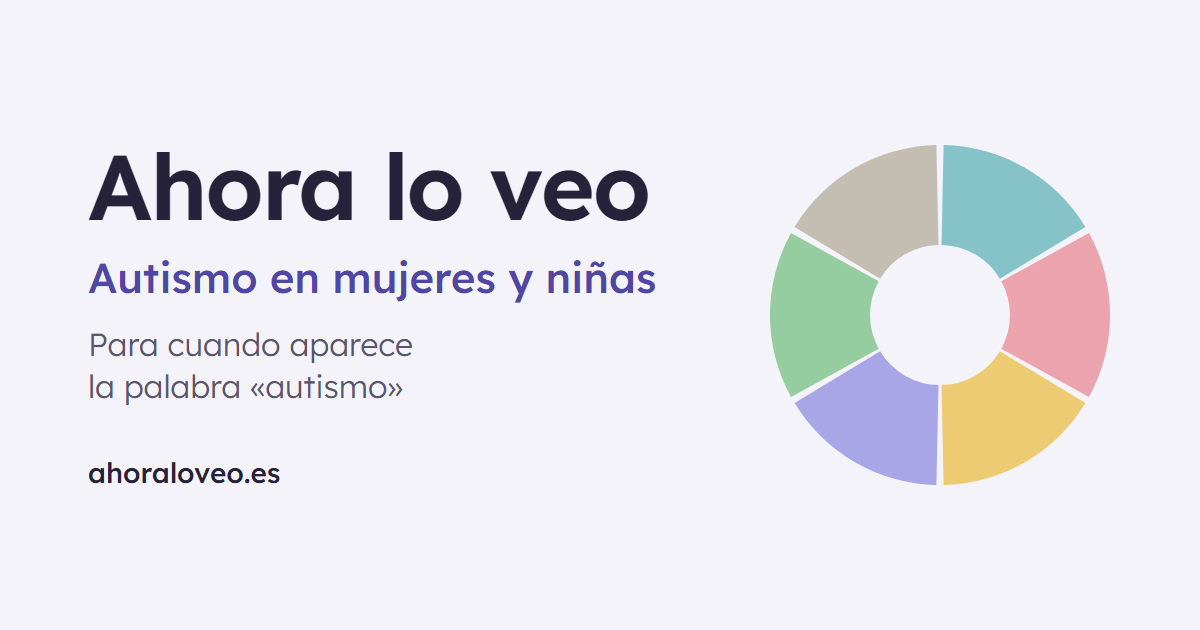 Ahora lo veo
Autismo en mujeres y niñas
Para cuando aparece
la palabra «autismo»
ahoraloveo.es